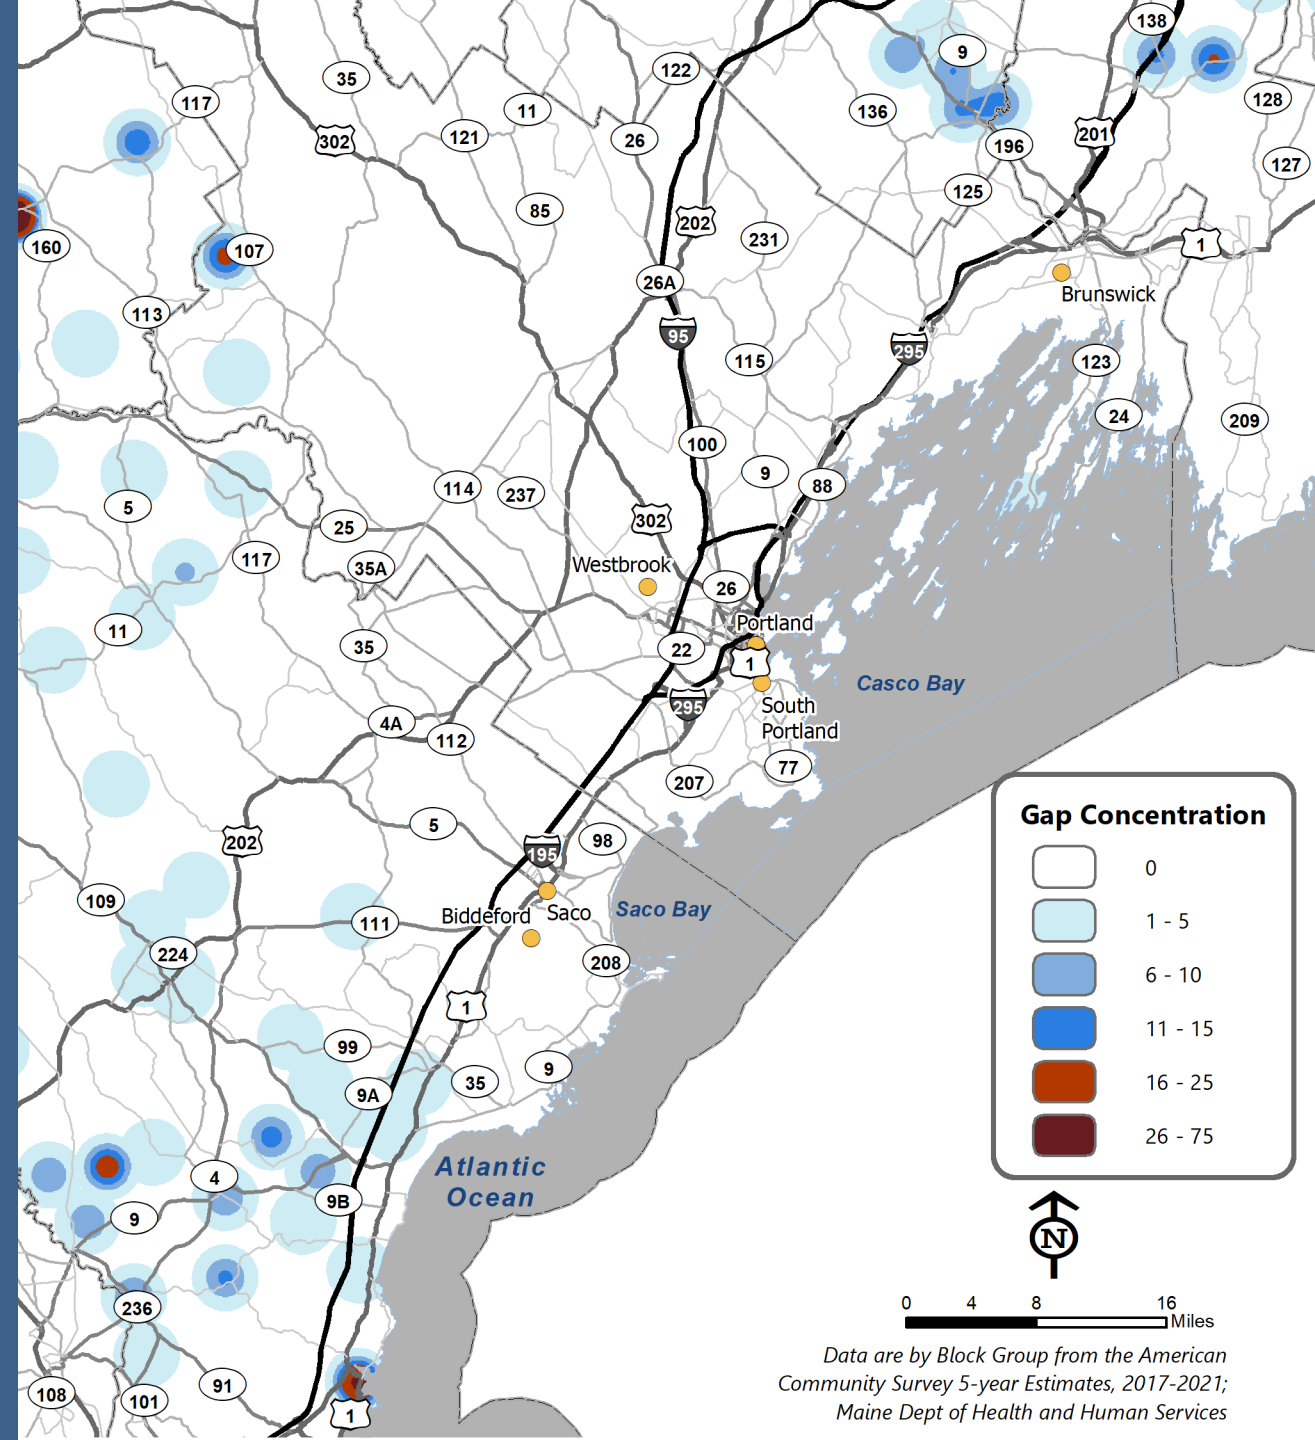 138
9
122
35
117
11
128
136
121
26
302
201
196
127
125
85
202
231
160
107
1
26A
Brunswick
113
95
295
115
123
24
209
100
9
88
114
237
5
302
25
117
35A
Westbrook
26
11
Portland
35
22
1
Casco Bay
295
South
Portland
4A
112
77
207
Gap Concentration
5
98
202
195
0
109
Saco Bay
Biddeford
Saco
1 - 5
111
224
208
6 - 10
1
11 - 15
99
9
35
9A
16 - 25
26 - 75
Atlantic
Ocean
4
9B
9
N
236
0 4 8 16
Miles
Data are by Block Group from the American
Community Survey 5-year Estimates, 2017-2021;
Maine Dept of Health and Human Services
91
108
101
1